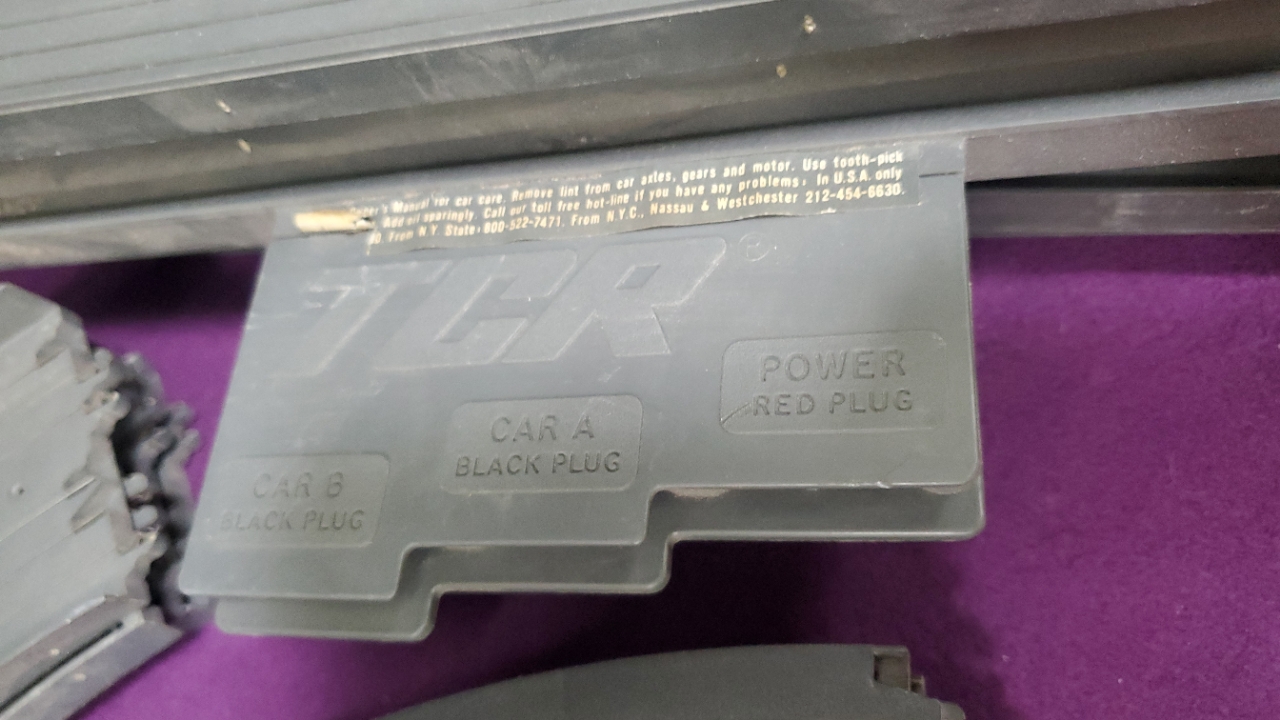 Manual for car care. Remove lint from car axles, gears and motor. Use tooth-pick
Add oil sparingly. Call our toll free hot-line if you have any problems. In U.S.A. only
From N.Y. State, 800-522-7471. From N.Y.C., Nassau & Westchester 212-454-6630.
TCR ®
POWER
RED PLUG
CAR A
BLACK PLUG
CAR B
BLACK PLUG